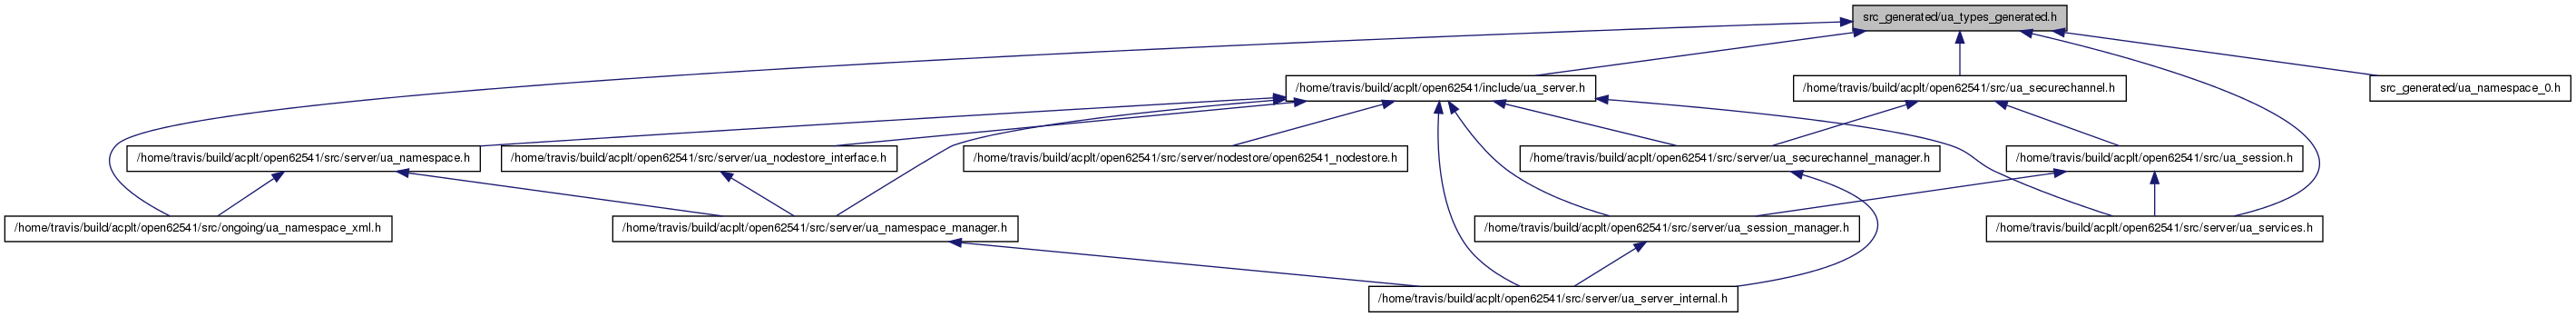 src_generated/ua_types_generated.h
/home/travis/build/acplt/open62541/include/ua_server.h
/home/travis/build/acplt/open62541/src/ua_securechannel.h
src_generated/ua_namespace_0.h
/home/travis/build/acplt/open62541/src/server/ua_namespace.h
/home/travis/build/acplt/open62541/src/server/ua_nodestore_interface.h
/home/travis/build/acplt/open62541/src/server/nodestore/open62541_nodestore.h
/home/travis/build/acplt/open62541/src/server/ua_securechannel_manager.h
/home/travis/build/acplt/open62541/src/ua_session.h
/home/travis/build/acplt/open62541/src/ongoing/ua_namespace_xml.h
/home/travis/build/acplt/open62541/src/server/ua_namespace_manager.h
/home/travis/build/acplt/open62541/src/server/ua_session_manager.h
/home/travis/build/acplt/open62541/src/server/ua_services.h
/home/travis/build/acplt/open62541/src/server/ua_server_internal.h